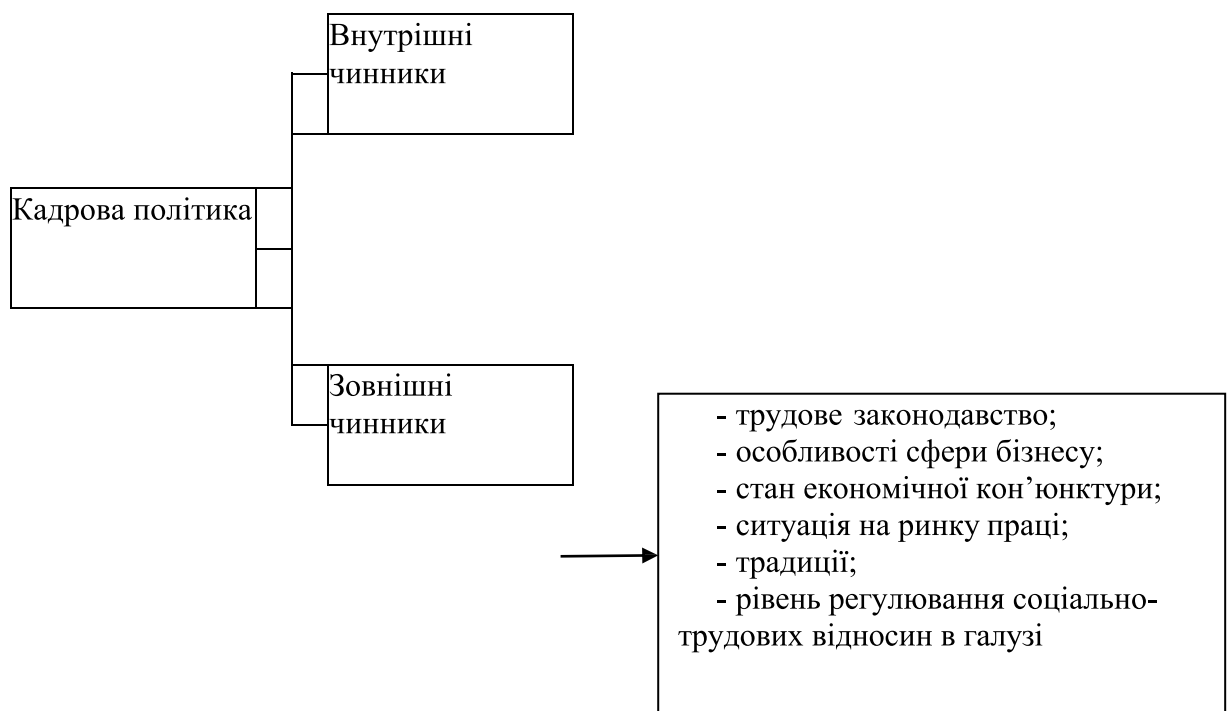 Внутрішні
чинники
Кадрова політика
Зовнішні
чинники
- трудове законодавство;
- особливості сфери бізнесу;
- стан економічної кон’юнктури;
- ситуація на ринку праці;
- традиції;
- рівень регулювання соціально-
трудових відносин в галузі